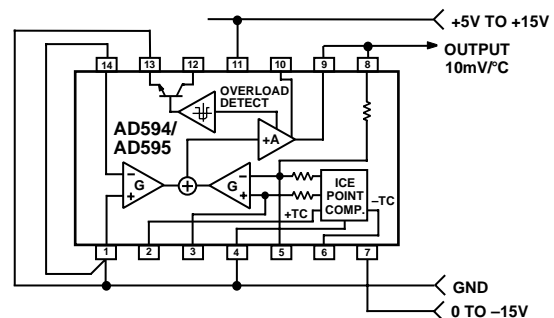 +5V TO +15V
OUTPUT
10mV/°C
14 13 12 11 10 9 8
OVERLOAD
DETECT
AD594/
AD595
+A
– –
G G
+ +
ICE
POINT
COMP.
–TC
+TC
1 2 3 4 5 6 7
GND
0 TO –15V